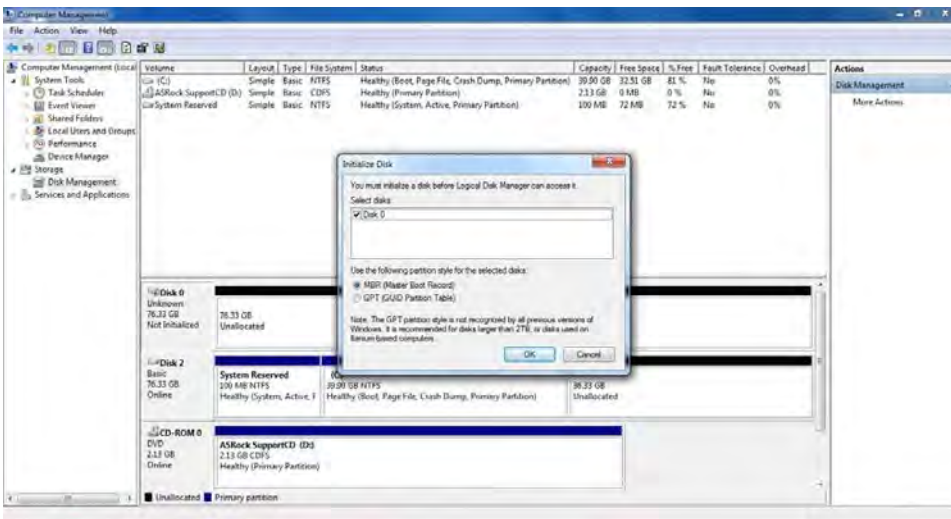 Computer Management
File Action View Help
Computer Management (Local
System Tools
Task Scheduler
Event Viewer
Shared Folders
Local Users and Groups
Performance
Device Manager
Storage
Disk Management
Services and Applications
Volume Layout Type File System Status Capacity Free Space % Free Fault Tolerance Overhead
(C:) Simple Basic NTFS Healthy (Boot, Page File, Crash Dump, Primary Partition) 39.90 GB 32.51 GB 81 % No 0%
ASRock SupportCD (D:) Simple Basic CDFS Healthy (Primary Partition) 2.13 GB 0 MB 0 % No 0%
System Reserved Simple Basic NTFS Healthy (System, Active, Primary Partition) 100 MB 72 MB 72 % No 0%
Actions
Disk Management
More Actions
Initialize Disk
You must initialize a disk before Logical Disk Manager can access it.
Select disks:
Disk 0
Use the following partition style for the selected disks:
MBR (Master Boot Record)
GPT (GUID Partition Table)
Note: The GPT partition style is not recognized by all previous versions of
Windows. It is recommended for disks larger than 2TB, or disks used on
Itanium-based computers.
OK Cancel
Disk 0
Unknown
76.33 GB
Not Initialized
76.33 GB
Unallocated
Disk 2
Basic
76.33 GB
Online
System Reserved
100 MB NTFS
Healthy (System, Active, F
39.90 GB NTFS
Healthy (Boot, Page File, Crash Dump, Primary Partition)
36.33 GB
Unallocated
CD-ROM 0
DVD
2.13 GB
Online
ASRock SupportCD (D:)
2.13 GB CDFS
Healthy (Primary Partition)
Unallocated Primary partition